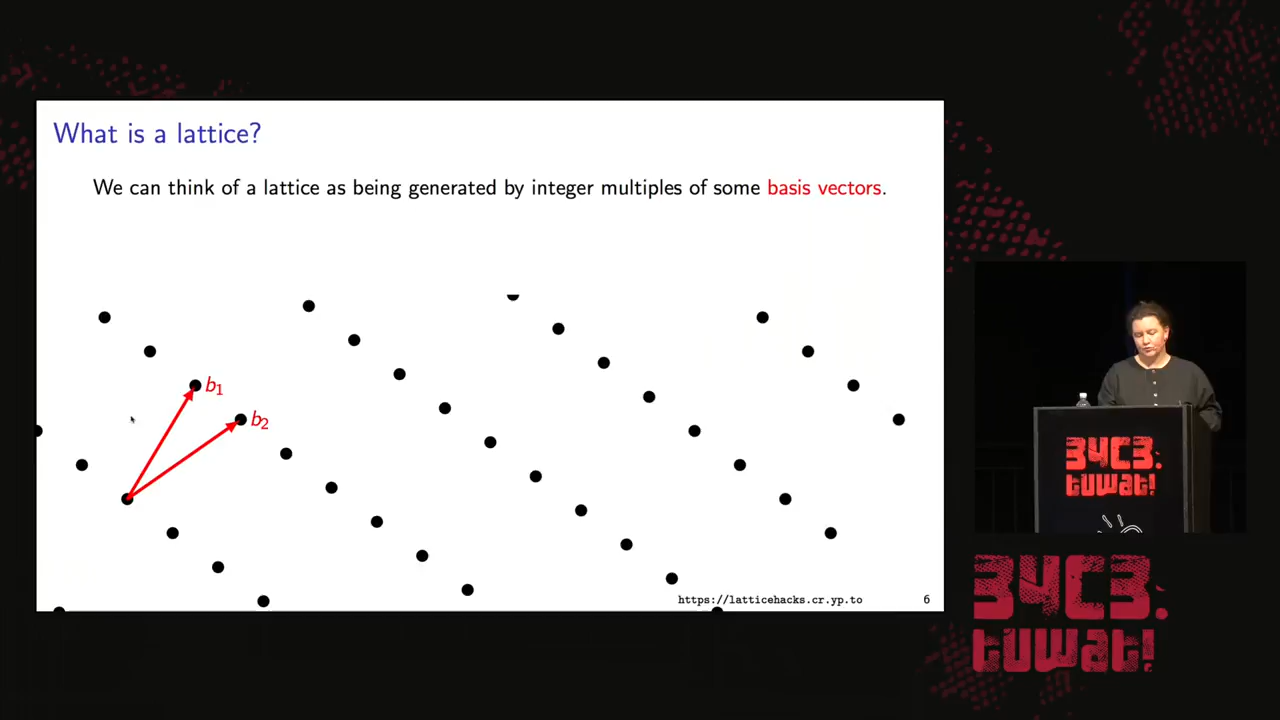 What is a lattice?
We can think of a lattice as being generated by integer multiples of some basis vectors.
b1
b2
https://latticehacks.cr.yp.to 6
34C3.
tuwat!
34C3.
tuwat!